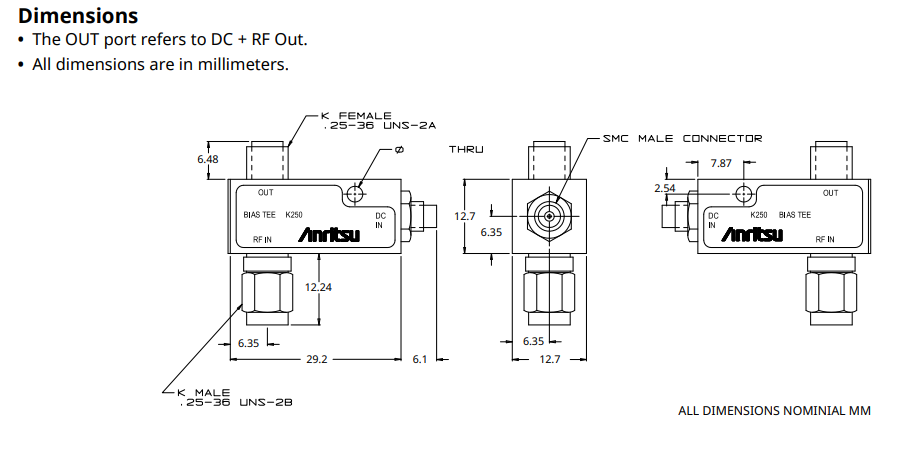 Dimensions
• The OUT port refers to DC + RF Out.
• All dimensions are in millimeters.
K FEMALE
.25-36 UNS-2A
Ø THRU
SMC MALE CONNECTOR
6.48
7.87
2.54
OUT
BIAS TEE K250
DC
IN
RF IN
Anritsu
12.7
6.35
OUT
DC
IN
K250 BIAS TEE
Anritsu
RF IN
12.24
6.35
29.2
6.1
6.35
12.7
K MALE
.25-36 UNS-2B
ALL DIMENSIONS NOMINIAL MM